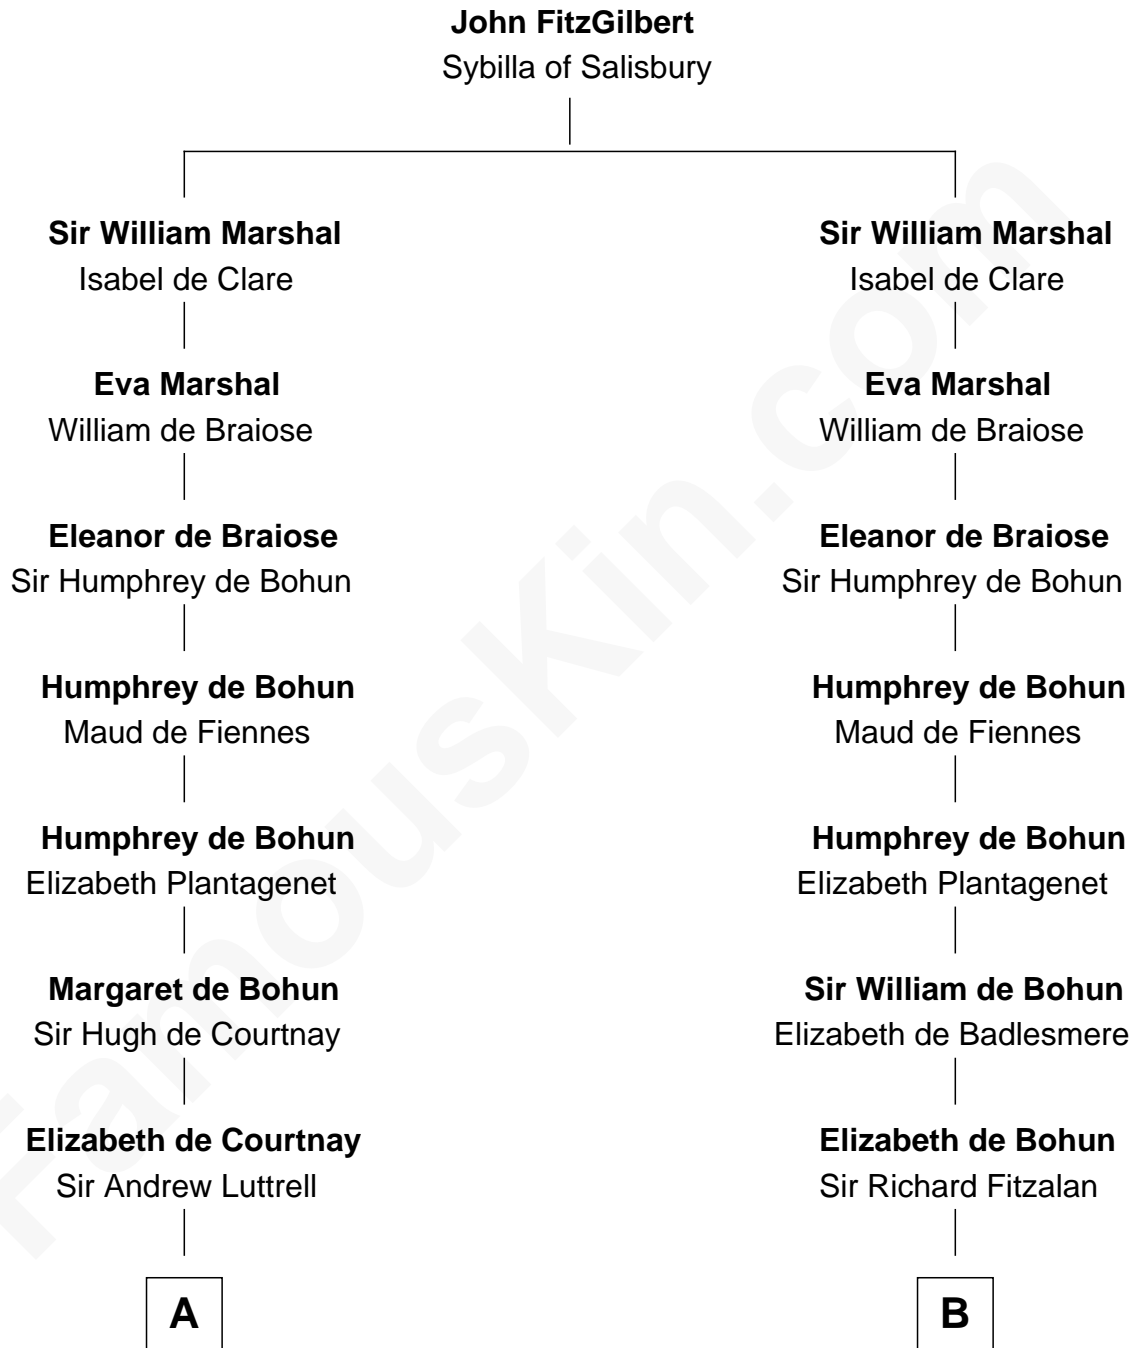 John FitzGilbert
Sybilla of Salisbury
Sir William Marshal
Isabel de Clare
Eva Marshal
William de Braiose
Eleanor de Braiose
Sir Humphrey de Bohun
Humphrey de Bohun
Maud de Fiennes
Humphrey de Bohun
Elizabeth Plantagenet
Margaret de Bohun
Sir Hugh de Courtnay
Elizabeth de Courtnay
Sir Andrew Luttrell
A
Sir William Marshal
Isabel de Clare
Eva Marshal
William de Braiose
Eleanor de Braiose
Sir Humphrey de Bohun
Humphrey de Bohun
Maud de Fiennes
Humphrey de Bohun
Elizabeth Plantagenet
Sir William de Bohun
Elizabeth de Badlesmere
Elizabeth de Bohun
Sir Richard Fitzalan
B
FamousKin.com